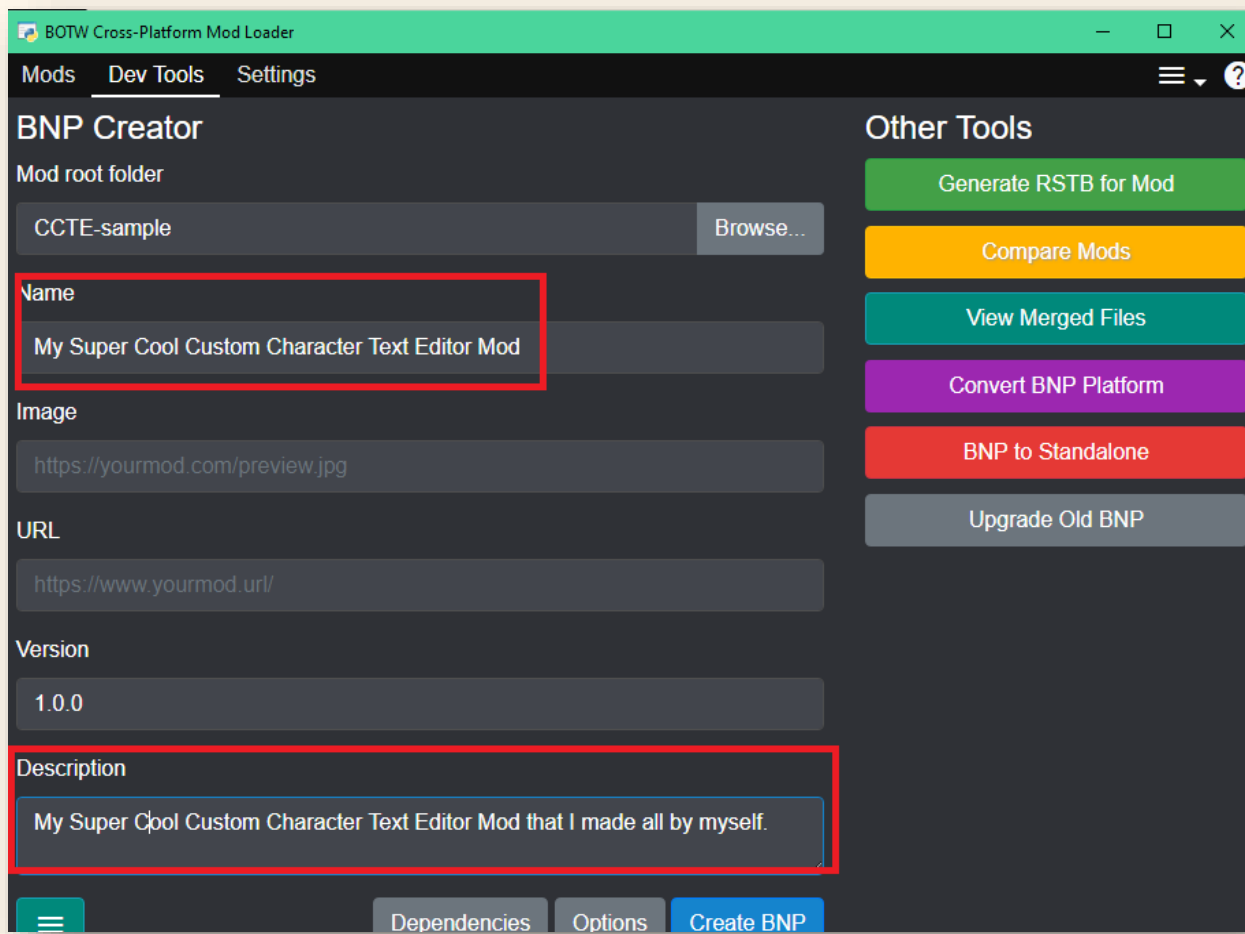 BOTW Cross-Platform Mod Loader
Mods Dev Tools Settings
?
BNP Creator
Mod root folder
CCTE-sample
Browse...
Name
My Super Cool Custom Character Text Editor Mod
Image
https://yourmod.com/preview.jpg
URL
https://www.yourmod.url/
Version
1.0.0
Description
My Super Cool Custom Character Text Editor Mod that I made all by myself.
Dependencies
Options
Create BNP
Other Tools
Generate RSTB for Mod
Compare Mods
View Merged Files
Convert BNP Platform
BNP to Standalone
Upgrade Old BNP